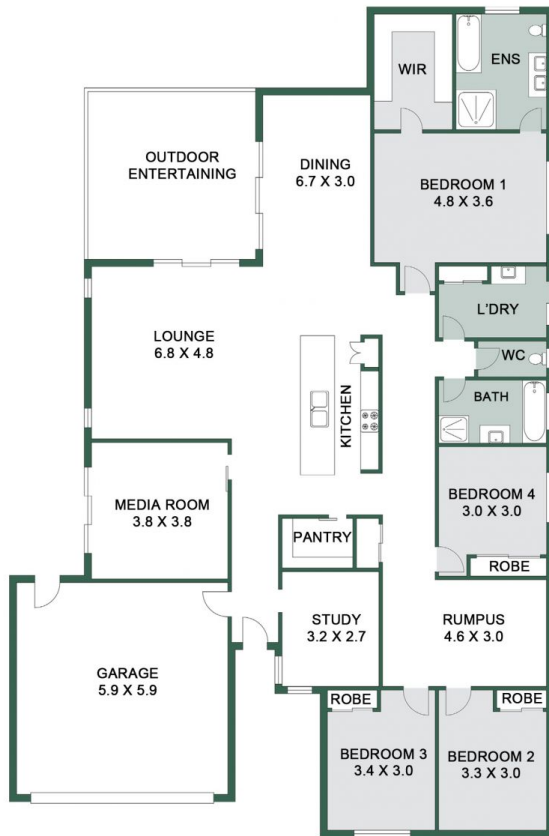 WIR
ENS
OUTDOOR
ENTERTAINING
DINING
6.7 X 3.0
BEDROOM 1
4.8 X 3.6
L'DRY
LOUNGE
6.8 X 4.8
WC
KITCHEN
BATH
MEDIA ROOM
3.8 X 3.8
BEDROOM 4
3.0 X 3.0
PANTRY
ROBE
STUDY
3.2 X 2.7
RUMPUS
4.6 X 3.0
GARAGE
5.9 X 5.9
ROBE
ROBE
BEDROOM 3
3.4 X 3.0
BEDROOM 2
3.3 X 3.0